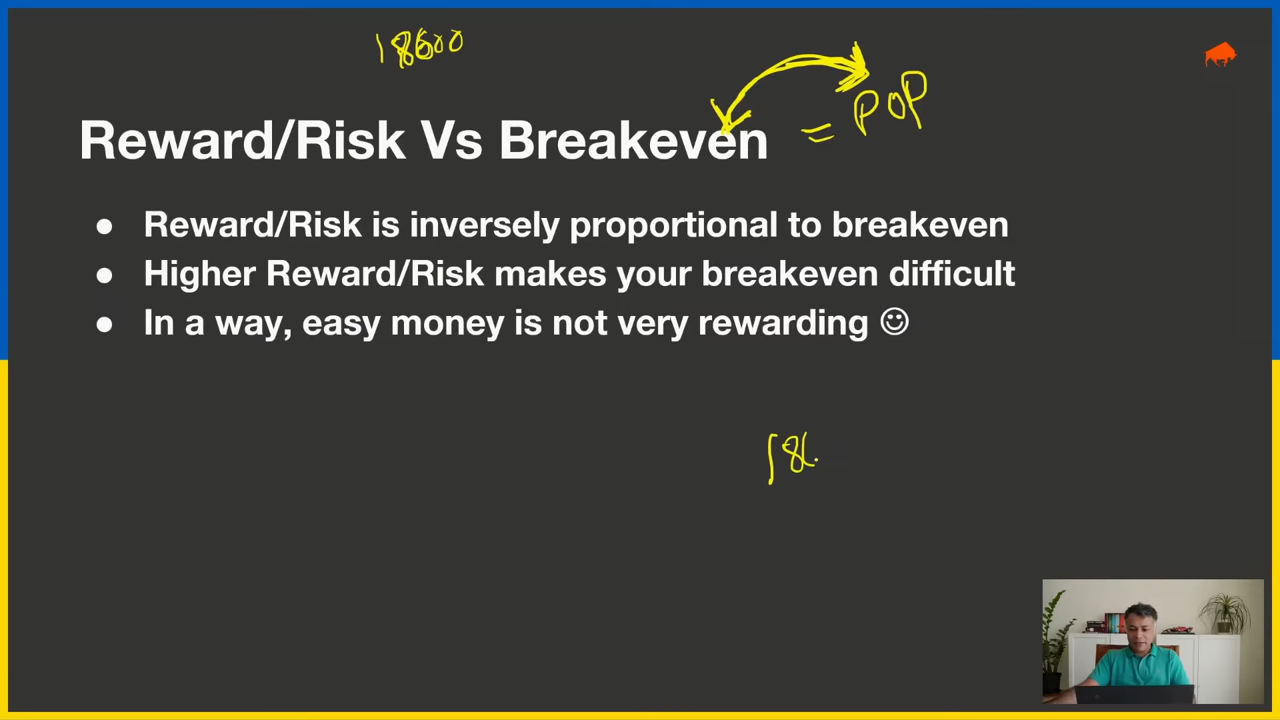 18600
= POP
Reward/Risk Vs Breakeven
● Reward/Risk is inversely proportional to breakeven
● Higher Reward/Risk makes your breakeven difficult
● In a way, easy money is not very rewarding ☺